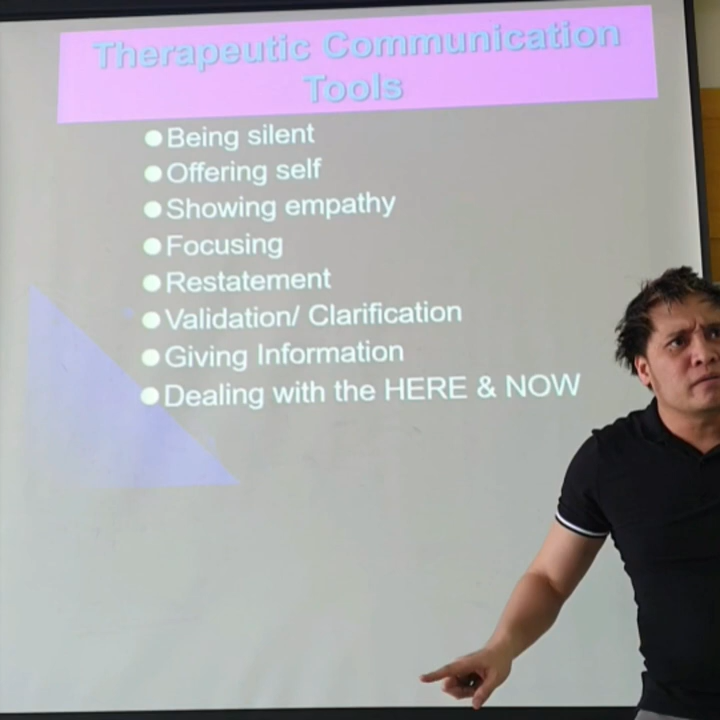 Therapeutic Communication
Tools
Being silent
Offering self
Showing empathy
Focusing
Restatement
Validation/ Clarification
Giving Information
Dealing with the HERE & NOW